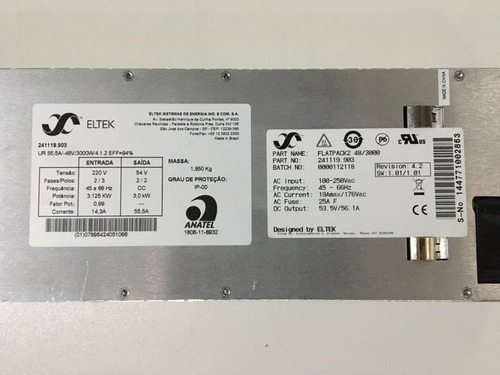 ELTEK
ELTEK SISTEMAS DE ENERGIA IND. E COM. S.A.
241119.903
UR 55,5A/-48V/3000W/4.1.2 EFF=94%
ENTRADA SAÍDA
Tensão: 220 V 54 V
Fases/Polos: 2 / 3 2 / 2
Frequência: 45 a 66 Hz CC
Potência: 3,125 kW 3,0 kW
Fator Pot: 0,99 -
Corrente: 14,3A 55,5A
(01)07898424051068
MASSA:
1,950 Kg
GRAU DE PROTEÇÃO:
IP-00
ANATEL
1608-11-6932
MADE IN CHINA
PART NAME: FLATPACK2 48/3000
PART NO: 241119.903
BATCH NO: 0000112118
Revision: 4.2
SW:1.01/1.01
AC Input: 100-250Vac
Frequency: 45 - 66Hz
AC Current: 19Amax/176VAC
AC Fuse: 25A F
DC Output: 53.5V/56.1A
Designed by ELTEK
S-No 144771002863